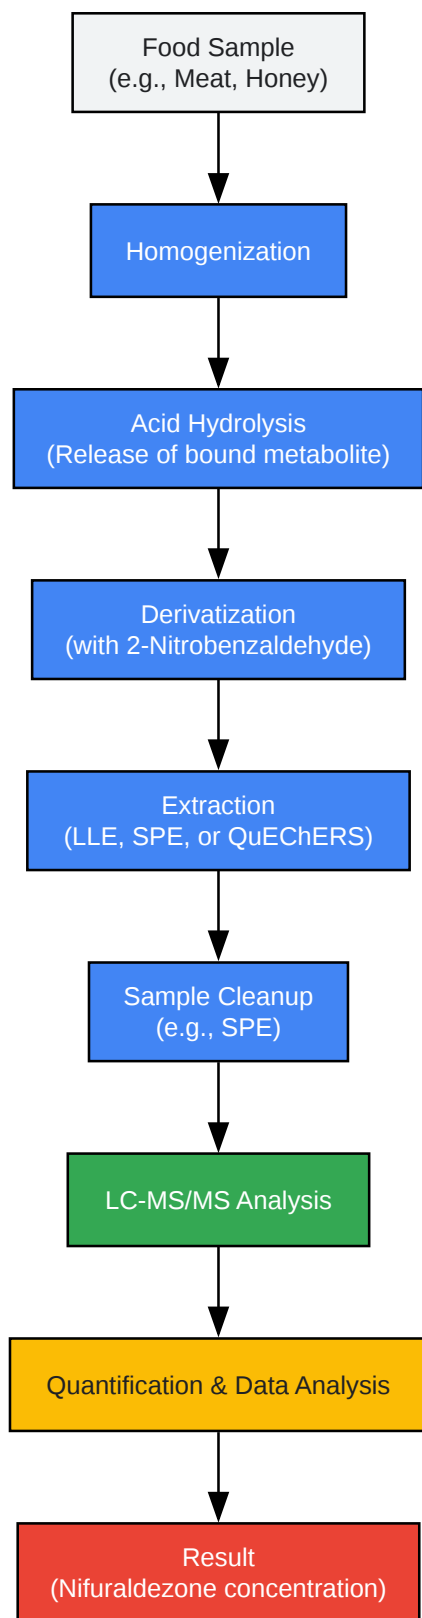 Food Sample
(e.g., Meat, Honey)
Homogenization
Acid Hydrolysis
(Release of bound metabolite)
Derivatization
(with 2-Nitrobenzaldehyde)
Extraction
(LLE, SPE, or QuEChERS)
Sample Cleanup
(e.g., SPE)
LC-MS/MS Analysis
Quantification & Data Analysis
Result
(Nifuraldezone concentration)